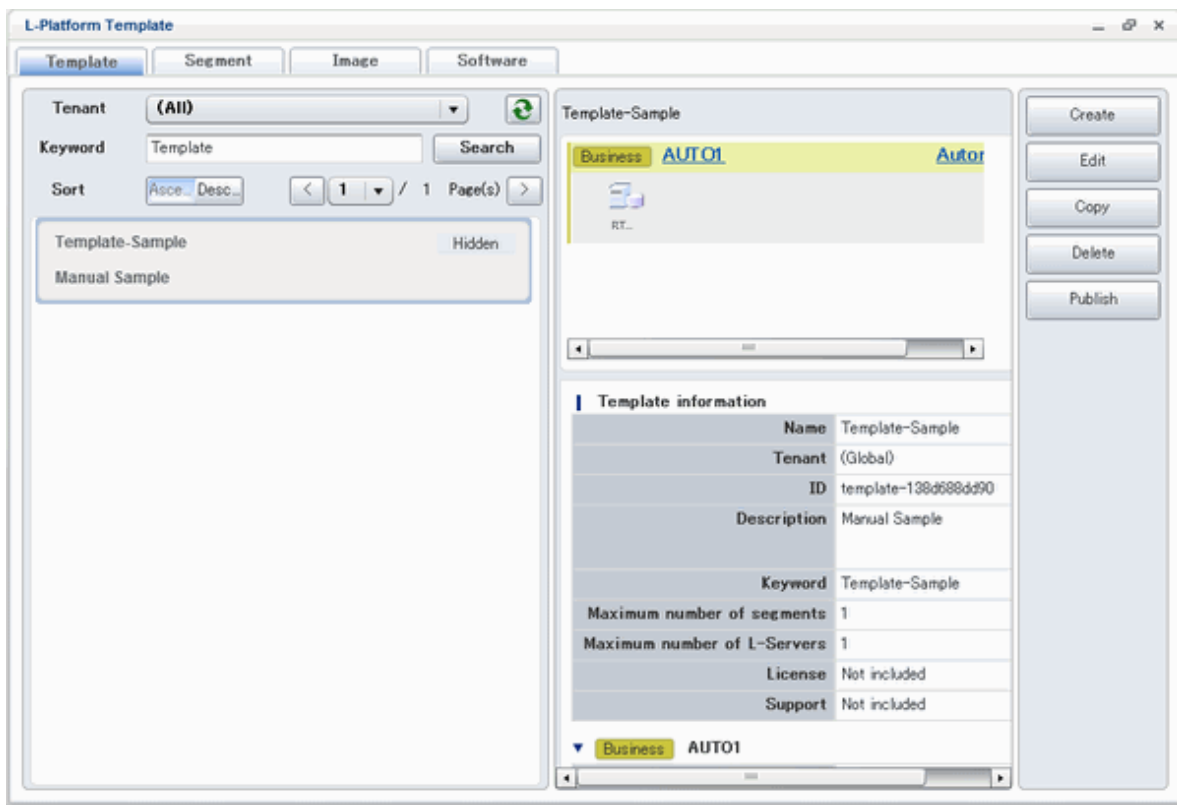 L-Platform Template
Template Segment Image Software
Tenant (All)
Keyword Template Search
Sort Asce... Desc... < 1 / 1 Page(s) >
Template-Sample Hidden
Manual Sample
Template-Sample
Business AUTO1 Autor
RT...
Template information
Name Template-Sample
Tenant (Global)
ID template-138d688dd90
Description Manual Sample
Keyword Template-Sample
Maximum number of segments 1
Maximum number of L-Servers 1
License Not included
Support Not included
Business AUTO1
Create
Edit
Copy
Delete
Publish